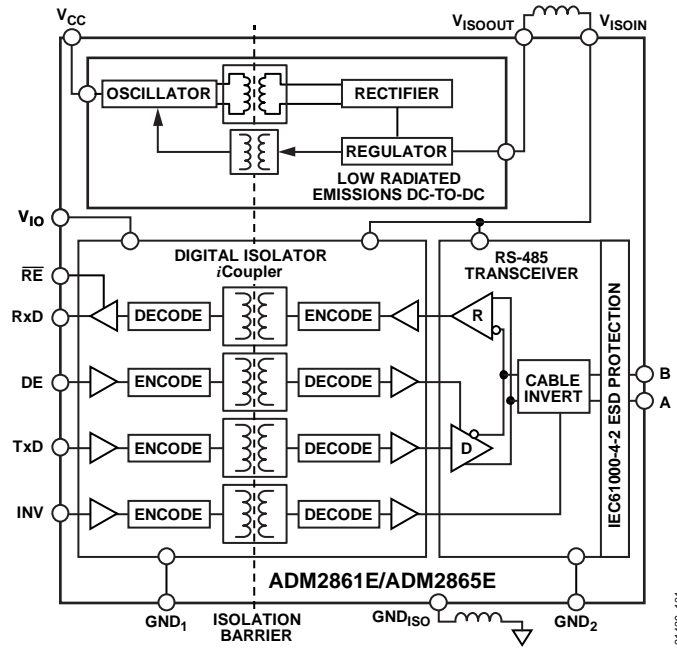 VCC
VISOOUT
VISOIN
OSCILLATOR
RECTIFIER
REGULATOR
LOW RADIATED
EMISSIONS DC-TO-DC
VIO
DIGITAL ISOLATOR
iCoupler
RS-485
TRANSCEIVER
RE
RxD
DECODE
ENCODE
R
DE
ENCODE
DECODE
CABLE
INVERT
B
A
TxD
ENCODE
DECODE
D
INV
ENCODE
DECODE
IEC61000-4-2 ESD PROTECTION
ADM2861E/ADM2865E
GND1
ISOLATION
BARRIER
GNDISO
GND2